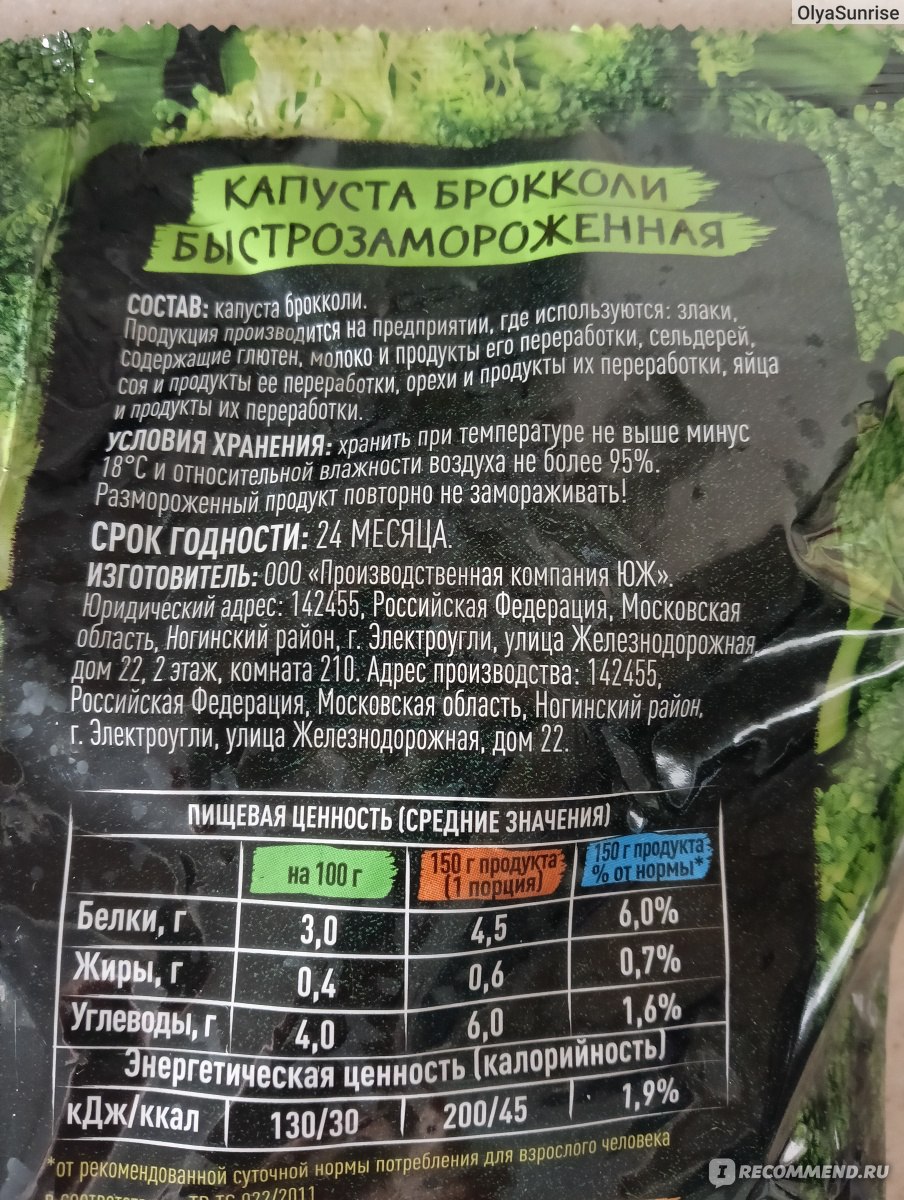 OlyaSunrise
КАПУСТА БРОККОЛИ
БЫСТРОЗАМОРОЖЕННАЯ
СОСТАВ: капуста брокколи.
Продукция производится на предприятии, где используются: злаки,
содержащие глютен, молоко и продукты его переработки, сельдерей,
соя и продукты ее переработки, орехи и продукты их переработки, яйца
и продукты их переработки.
УСЛОВИЯ ХРАНЕНИЯ: хранить при температуре не выше минус
18°С и относительной влажности воздуха не более 95%.
Размороженный продукт повторно не замораживать!
СРОК ГОДНОСТИ: 24 МЕСЯЦА.
ИЗГОТОВИТЕЛЬ: ООО «Производственная компания ЮЖ».
Юридический адрес: 142455, Российская Федерация, Московская
область, Ногинский район, г. Электроугли, улица Железнодорожная,
дом 22, 2 этаж, комната 210. Адрес производства: 142455,
Российская Федерация, Московская область, Ногинский район,
г. Электроугли, улица Железнодорожная, дом 22.
ПИЩЕВАЯ ЦЕННОСТЬ (СРЕДНИЕ ЗНАЧЕНИЯ)
на 100 г 150 г продукта (1 порция) 150 г продукта % от нормы*
Белки, г 3,0 4,5 6,0%
Жиры, г 0,4 0,6 0,7%
Углеводы, г 4,0 6,0 1,6%
Энергетическая ценность (калорийность)
кДж/ккал 130/30 200/45 1,9%
*от рекомендованной суточной нормы потребления для взрослого человека
в соответствии ТР ТС 022/2011
IRECOMMEND.RU